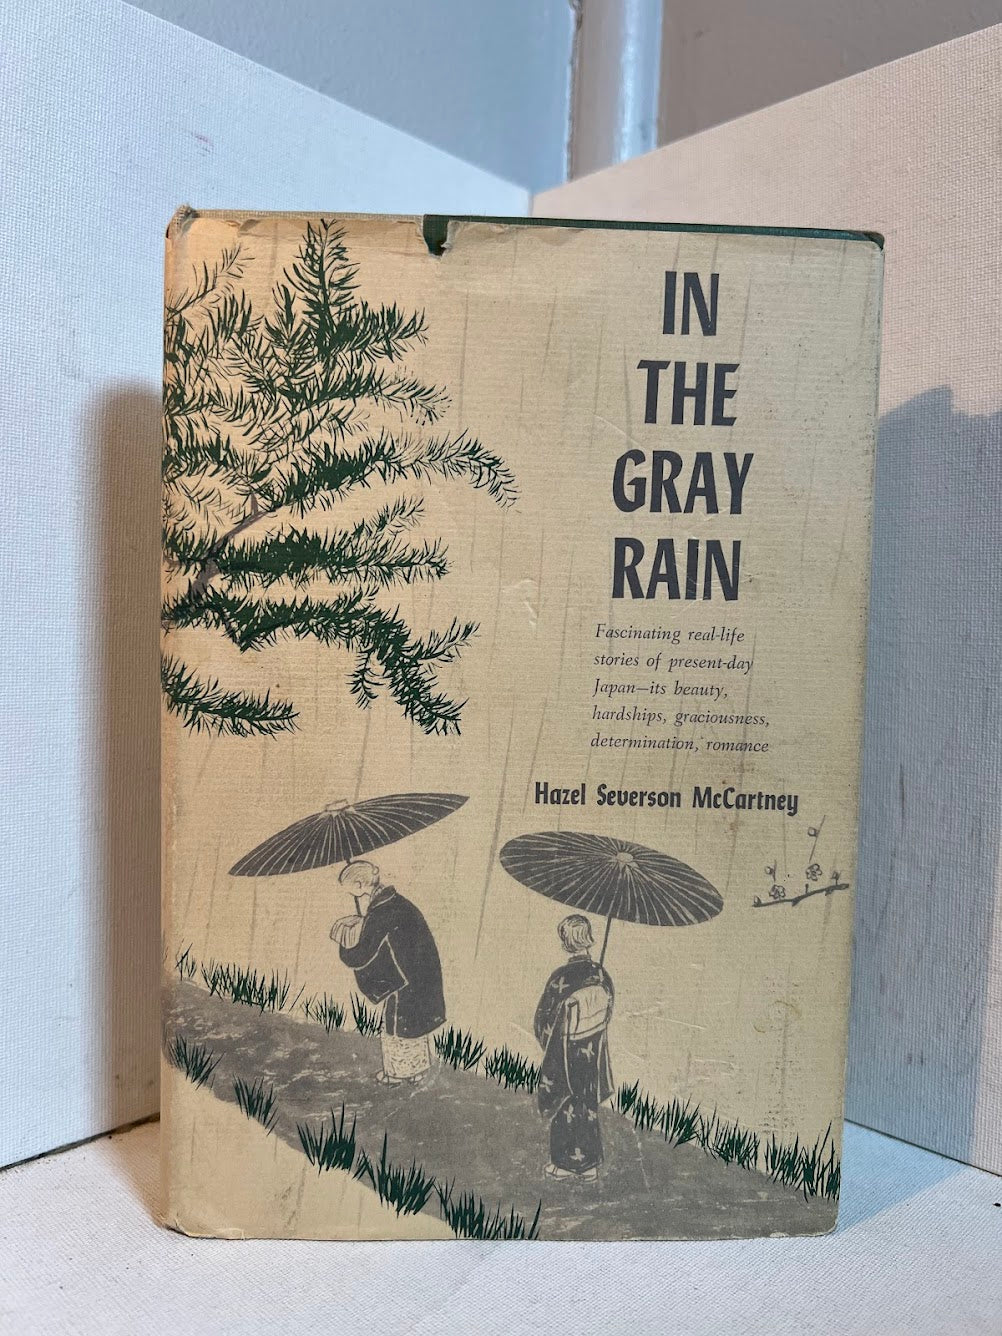 IN
THE
GRAY
RAIN
Fascinating real-life
stories of present-day
Japan—its beauty,
hardships, graciousness,
determination, romance
Hazel Severson McCartney